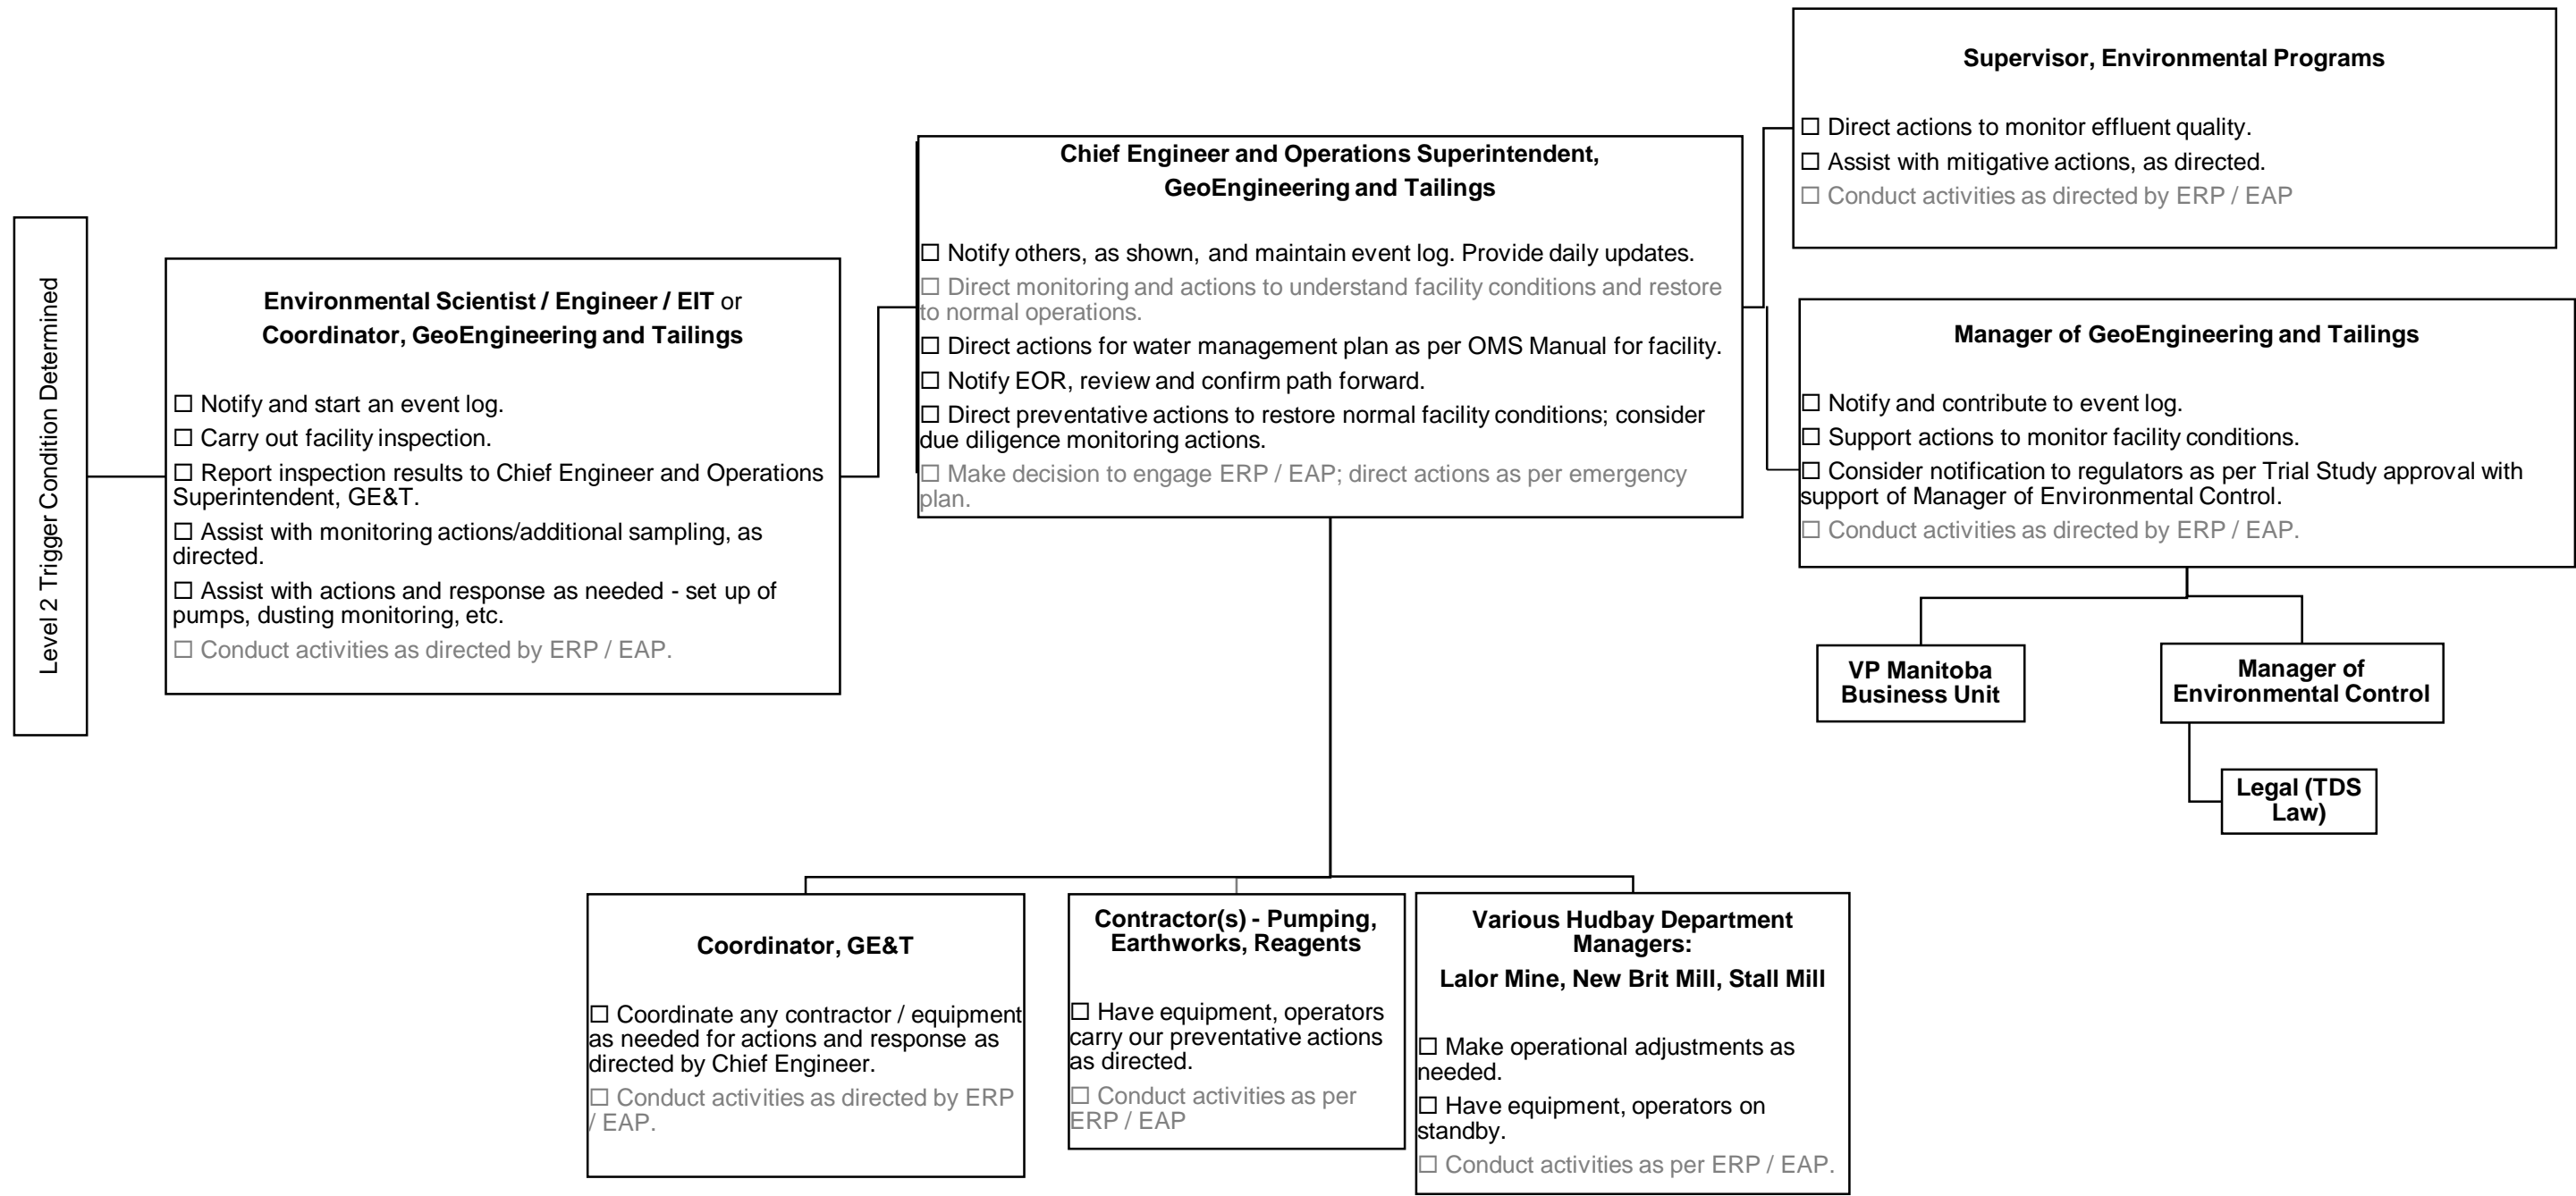 Level 2 Trigger Condition Determined
Environmental Scientist / Engineer / EIT or
Coordinator, GeoEngineering and Tailings
☐ Notify and start an event log.
☐ Carry out facility inspection.
☐ Report inspection results to Chief Engineer and Operations
Superintendent, GE&T.
☐ Assist with monitoring actions/additional sampling, as
directed.
☐ Assist with actions and response as needed - set up of
pumps, dusting monitoring, etc.
☐ Conduct activities as directed by ERP / EAP.
Chief Engineer and Operations Superintendent,
GeoEngineering and Tailings
☐ Notify others, as shown, and maintain event log. Provide daily updates.
☐ Direct monitoring and actions to understand facility conditions and restore
to normal operations.
☐ Direct actions for water management plan as per OMS Manual for facility.
☐ Notify EOR, review and confirm path forward.
☐ Direct preventative actions to restore normal facility conditions; consider
due diligence monitoring actions.
☐ Make decision to engage ERP / EAP; direct actions as per emergency
plan.
Supervisor, Environmental Programs
☐ Direct actions to monitor effluent quality.
☐ Assist with mitigative actions, as directed.
☐ Conduct activities as directed by ERP / EAP
Manager of GeoEngineering and Tailings
☐ Notify and contribute to event log.
☐ Support actions to monitor facility conditions.
☐ Consider notification to regulators as per Trial Study approval with
support of Manager of Environmental Control.
☐ Conduct activities as directed by ERP / EAP.
VP Manitoba
Business Unit
Manager of
Environmental Control
Legal (TDS
Law)
Coordinator, GE&T
☐ Coordinate any contractor / equipment
as needed for actions and response as
directed by Chief Engineer.
☐ Conduct activities as directed by ERP
/ EAP.
Contractor(s) - Pumping,
Earthworks, Reagents
☐ Have equipment, operators
carry our preventative actions
as directed.
☐ Conduct activities as per
ERP / EAP
Various Hudbay Department
Managers:
Lalor Mine, New Brit Mill, Stall Mill
☐ Make operational adjustments as
needed.
☐ Have equipment, operators on
standby.
☐ Conduct activities as per ERP / EAP.